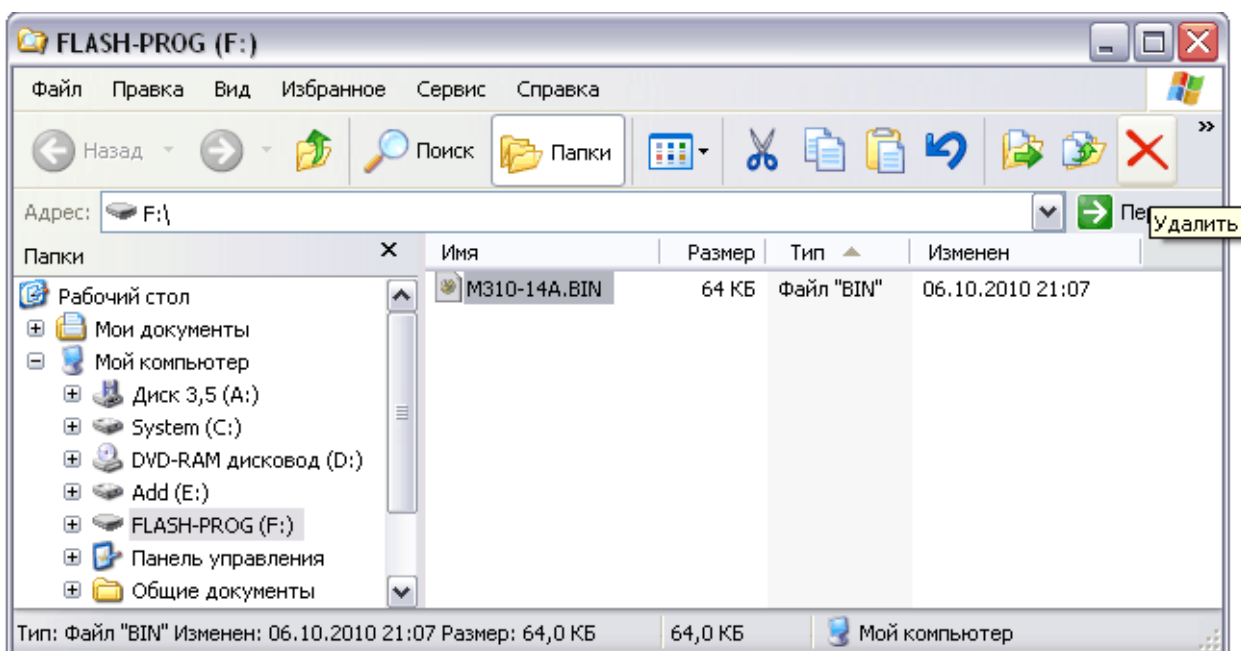 FLASH-PROG (F:)
Файл Правка Вид Избранное Сервис Справка
Назад Поиск Папки »
Адрес: F:\
Удалить
Папки
Имя Размер Тип Изменен
M310-14A.BIN 64 КБ Файл "BIN" 06.10.2010 21:07
Рабочий стол
Мои документы
Мой компьютер
Диск 3,5 (A:)
System (C:)
DVD-RAM дисковод (D:)
Add (E:)
FLASH-PROG (F:)
Панель управления
Общие документы
Тип: Файл "BIN" Изменен: 06.10.2010 21:07 Размер: 64,0 КБ 64,0 КБ Мой компьютер